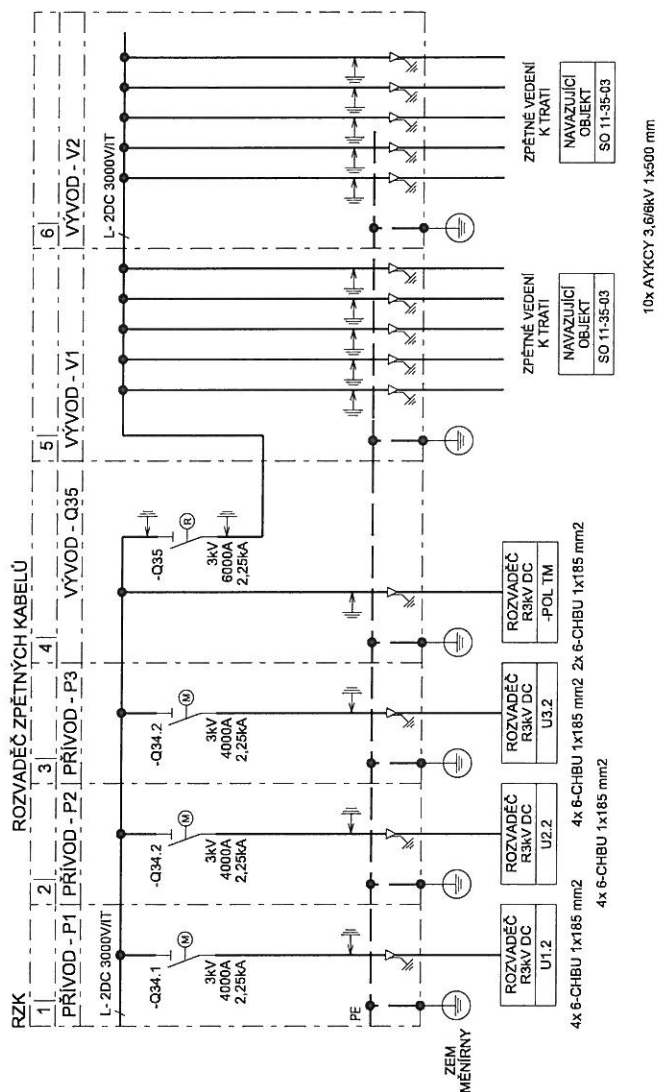 RZK
ROZVADĚČ ZPĚTNÝCH KABELŮ
1
PŘÍVOD - P1
2
PŘÍVOD - P2
3
PŘÍVOD - P3
4
VÝVOD - Q35
5
VÝVOD - V1
6
VÝVOD - V2
L- 2DC 3000V/IT
L- 2DC 3000V/IT
-Q34.1
M
3kV
4000A
2,25kA
-Q34.2
M
3kV
4000A
2,25kA
-Q34.2
M
3kV
4000A
2,25kA
-Q35
R
3kV
6000A
2,25kA
PE
ZEM
MĚNÍRNY
ROZVADĚČ
R3kV DC
U1.2
ROZVADĚČ
R3kV DC
U2.2
ROZVADĚČ
R3kV DC
U3.2
ROZVADĚČ
R3kV DC
-POL TM
ZPĚTNÉ VEDENÍ
K TRATI
NAVAZUJÍCÍ
OBJEKT
SO 11-35-03
ZPĚTNÉ VEDENÍ
K TRATI
NAVAZUJÍCÍ
OBJEKT
SO 11-35-03
4x 6-CHBU 1x185 mm2
4x 6-CHBU 1x185 mm2
4x 6-CHBU 1x185 mm2
2x 6-CHBU 1x185 mm2
10x AYKCY 3,6/6kV 1x500 mm